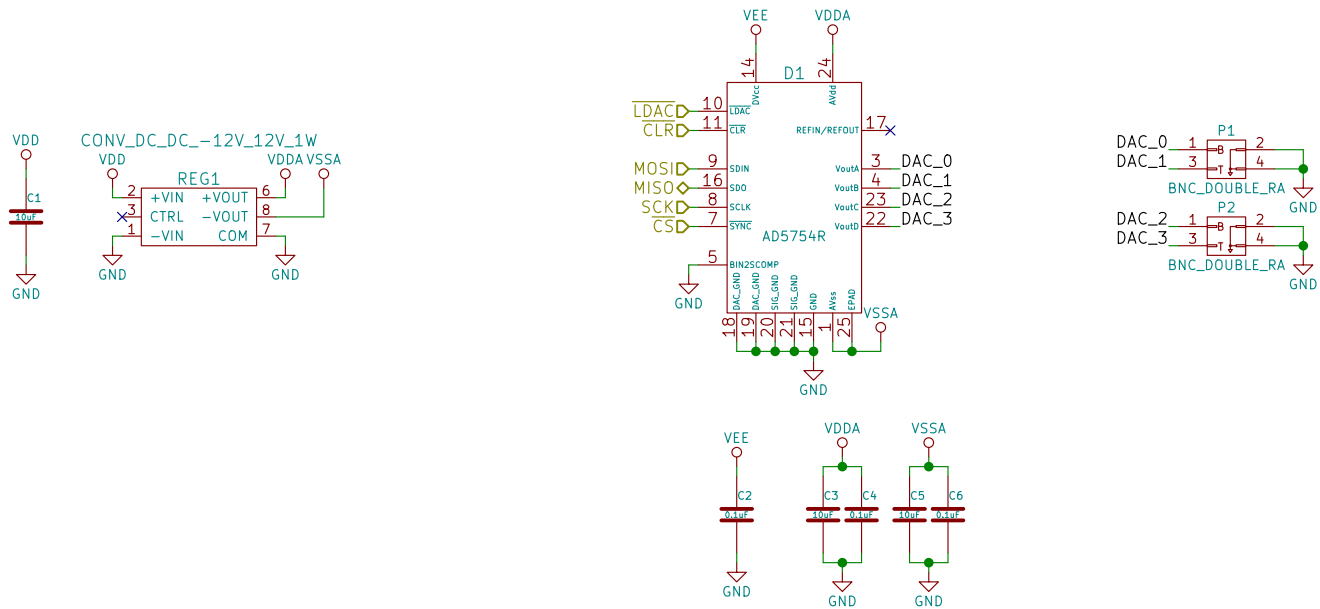 VDD
C1
10uF
GND
CONV_DC_DC_-12V_12V_1W
VDD
VDDA VSSA
REG1
2 +VIN +VOUT 6
3 CTRL -VOUT 8
1 -VIN COM 7
GND
GND
VEE
VDDA
14
24
D1
DVcc
AVdd
LDAC 10 LDAC
CLR 11 CLR
REFIN/REFOUT 17
MOSI 9 SDIN VoutA 3 DAC_0
MISO 16 SDO VoutB 4 DAC_1
SCK 8 SCLK VoutC 23 DAC_2
CS 7 SYNC VoutD 22 DAC_3
AD5754R
5 BIN2SCOMP
GND
DAC_GND
DAC_GND
SIG_GND
SIG_GND
GND
AVss
EPAD
18
19
20
21
15
1
25
VSSA
GND
P1
DAC_0 1 B 2
DAC_1 3 T 4
BNC_DOUBLE_RA
GND
P2
DAC_2 1 B 2
DAC_3 3 T 4
BNC_DOUBLE_RA
GND
VEE
C2
0.1uF
GND
VDDA
C3
10uF
C4
0.1uF
GND
VSSA
C5
10uF
C6
0.1uF
GND